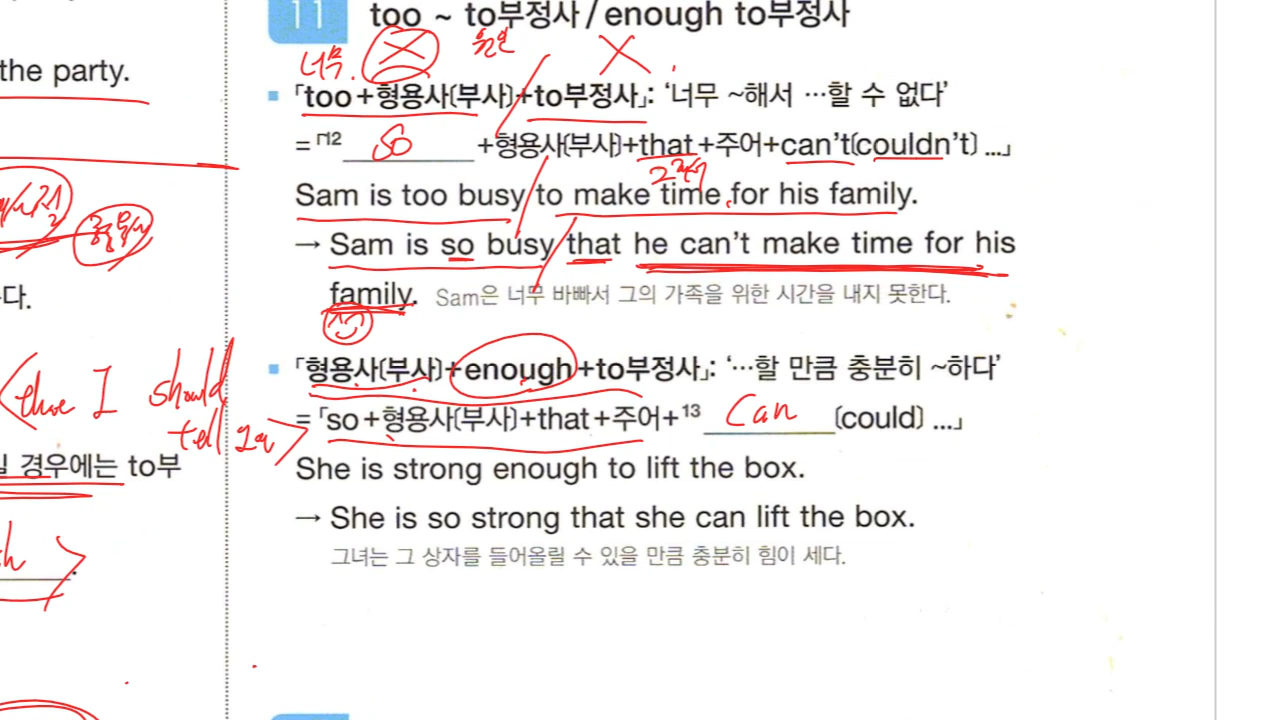 the party.
다.
<there I should
tell you>
일 경우에는 to부
11 too ~ to부정사 / enough to부정사
너무.
「too+형용사(부사)+to부정사」: ‘너무 ~해서 …할 수 없다’
= 「12 so +형용사(부사)+that+주어+can't(couldn't) …」
Sam is too busy to make time for his family.
→ Sam is so busy that he can't make time for his
family. Sam은 너무 바빠서 그의 가족을 위한 시간을 내지 못한다.
「형용사(부사)+enough+to부정사」: ‘…할 만큼 충분히 ~하다’
= 「so+형용사(부사)+that+주어+13 can (could) …」
She is strong enough to lift the box.
→ She is so strong that she can lift the box.
그녀는 그 상자를 들어올릴 수 있을 만큼 충분히 힘이 세다.